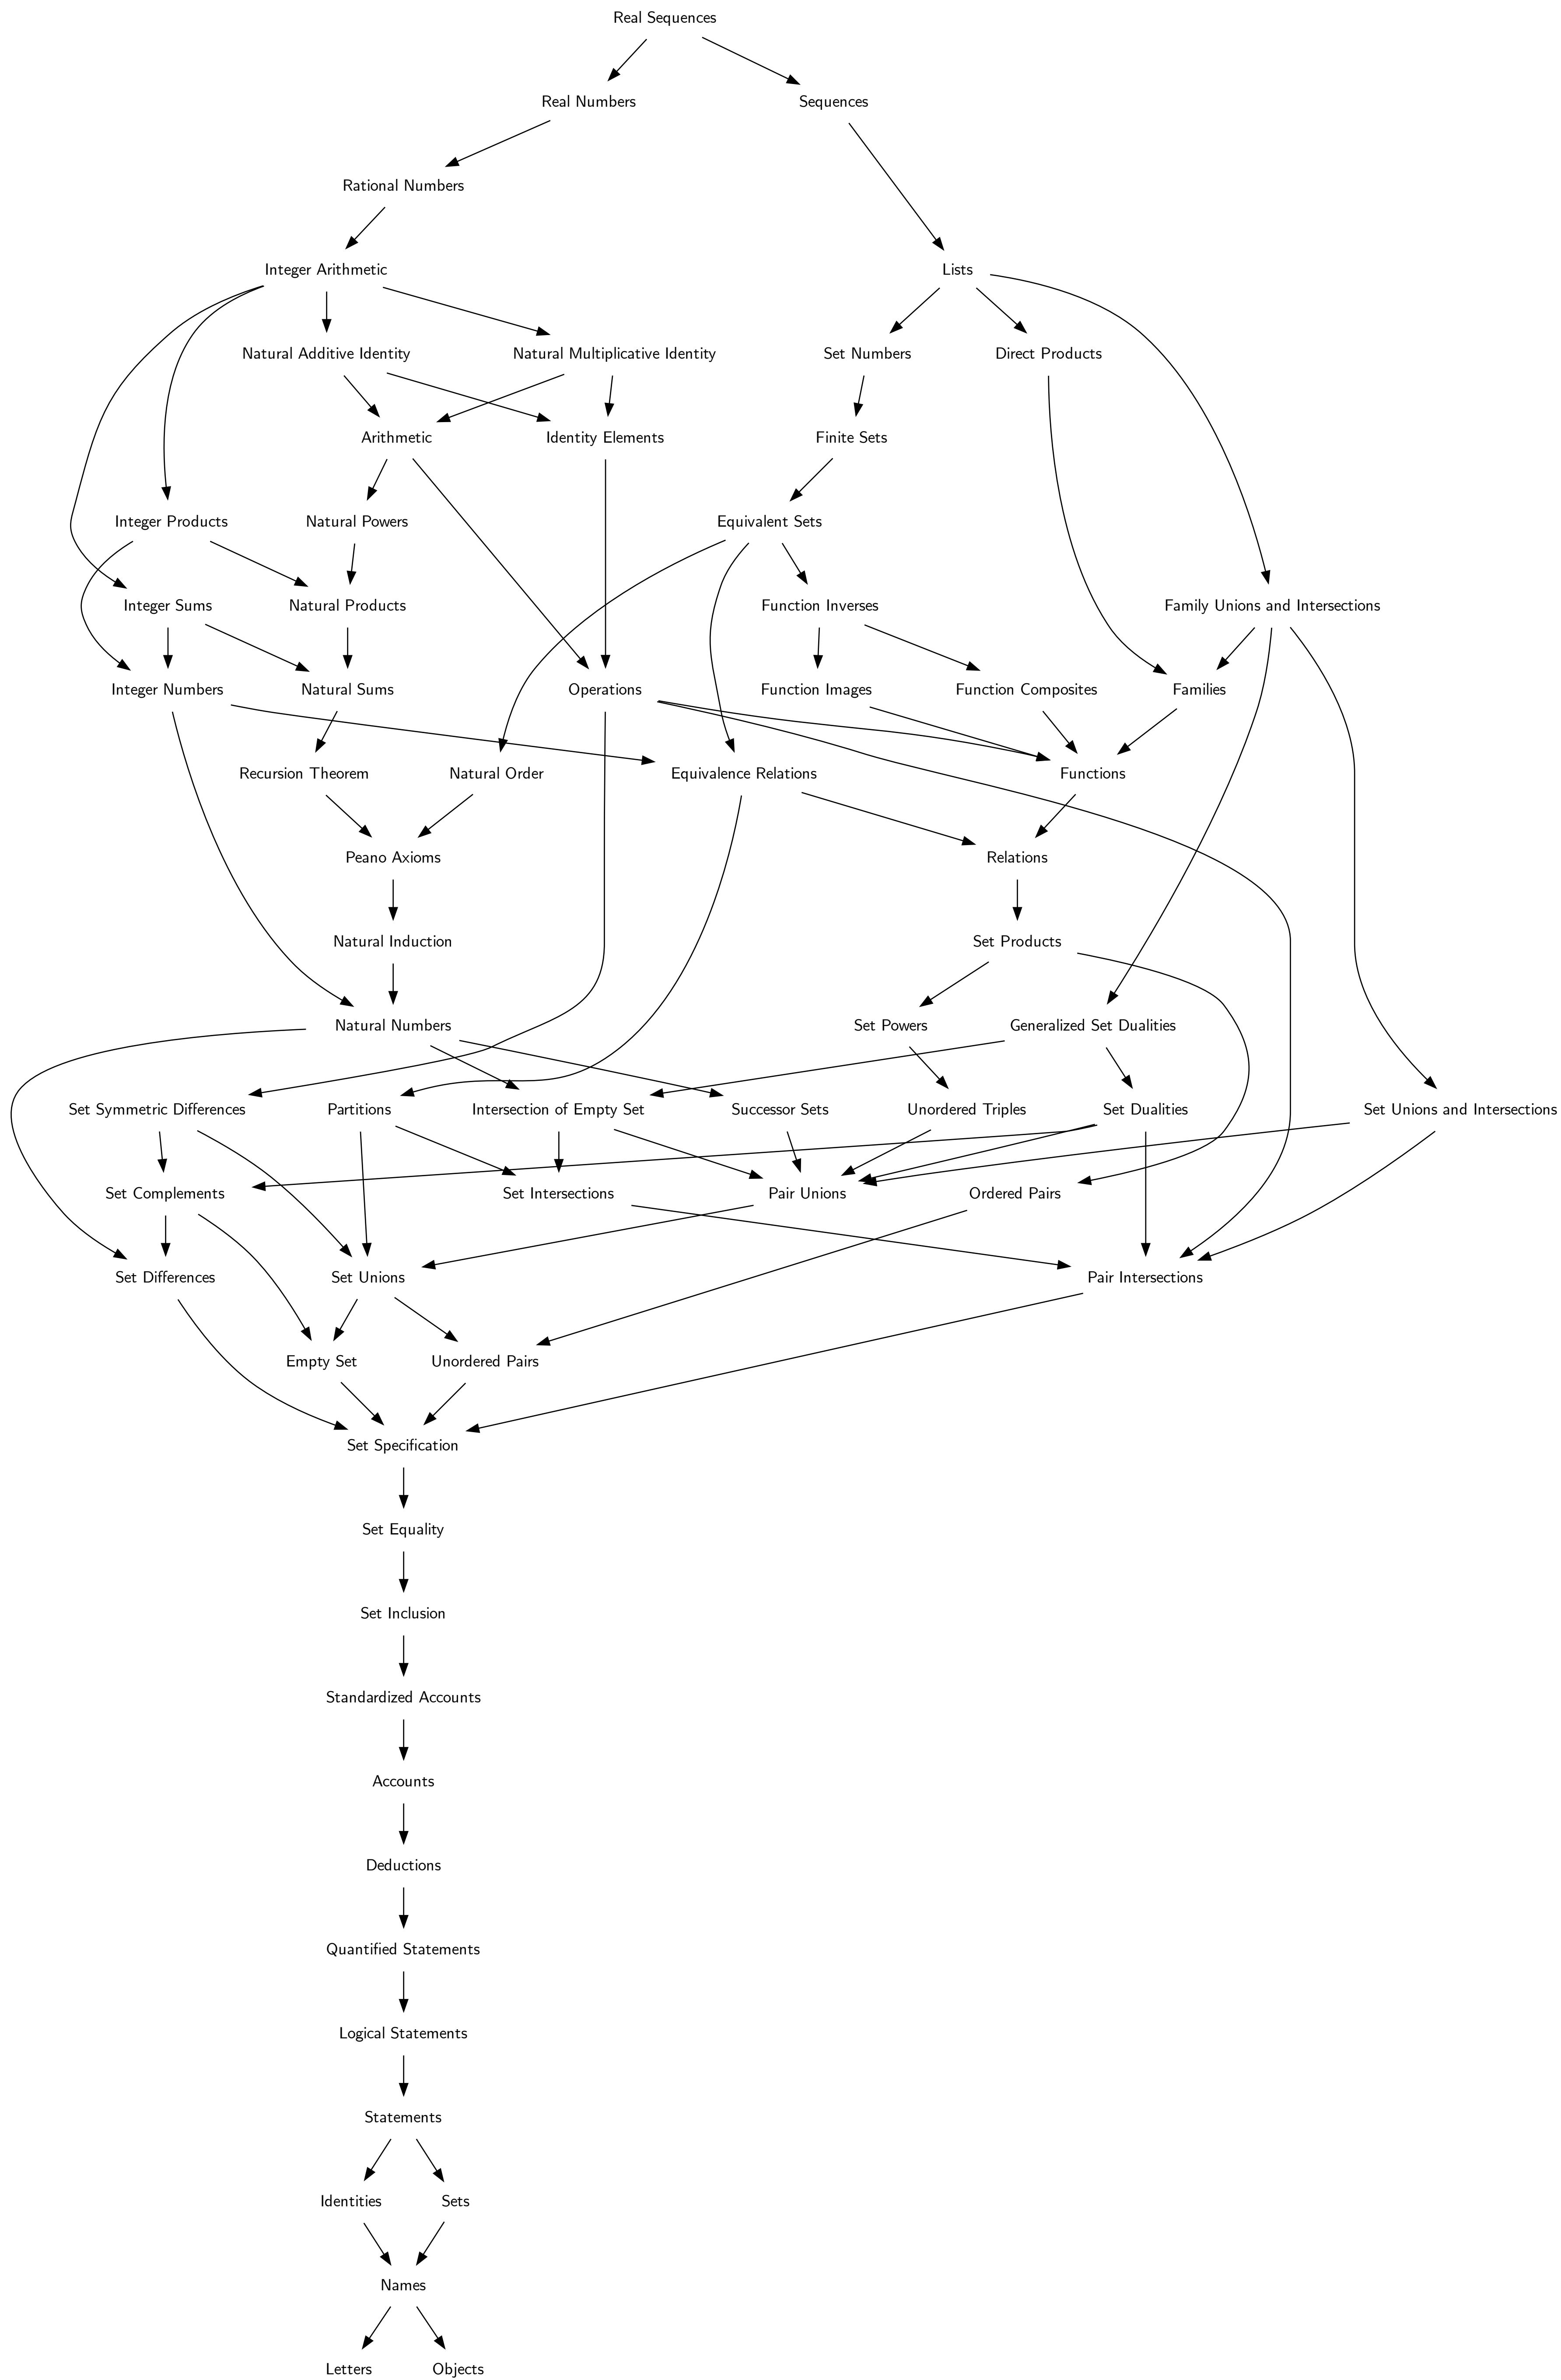 Real Sequences
Real Numbers
Sequences
Rational Numbers
Integer Arithmetic
Lists
Natural Additive Identity
Natural Multiplicative Identity
Set Numbers
Direct Products
Arithmetic
Identity Elements
Finite Sets
Integer Products
Natural Powers
Equivalent Sets
Integer Sums
Natural Products
Function Inverses
Family Unions and Intersections
Integer Numbers
Natural Sums
Operations
Function Images
Function Composites
Families
Recursion Theorem
Natural Order
Equivalence Relations
Functions
Peano Axioms
Relations
Natural Induction
Set Products
Natural Numbers
Set Powers
Generalized Set Dualities
Set Symmetric Differences
Partitions
Intersection of Empty Set
Successor Sets
Unordered Triples
Set Dualities
Set Unions and Intersections
Set Complements
Set Intersections
Pair Unions
Ordered Pairs
Set Differences
Set Unions
Pair Intersections
Empty Set
Unordered Pairs
Set Specification
Set Equality
Set Inclusion
Standardized Accounts
Accounts
Deductions
Quantified Statements
Logical Statements
Statements
Identities
Sets
Names
Letters
Objects